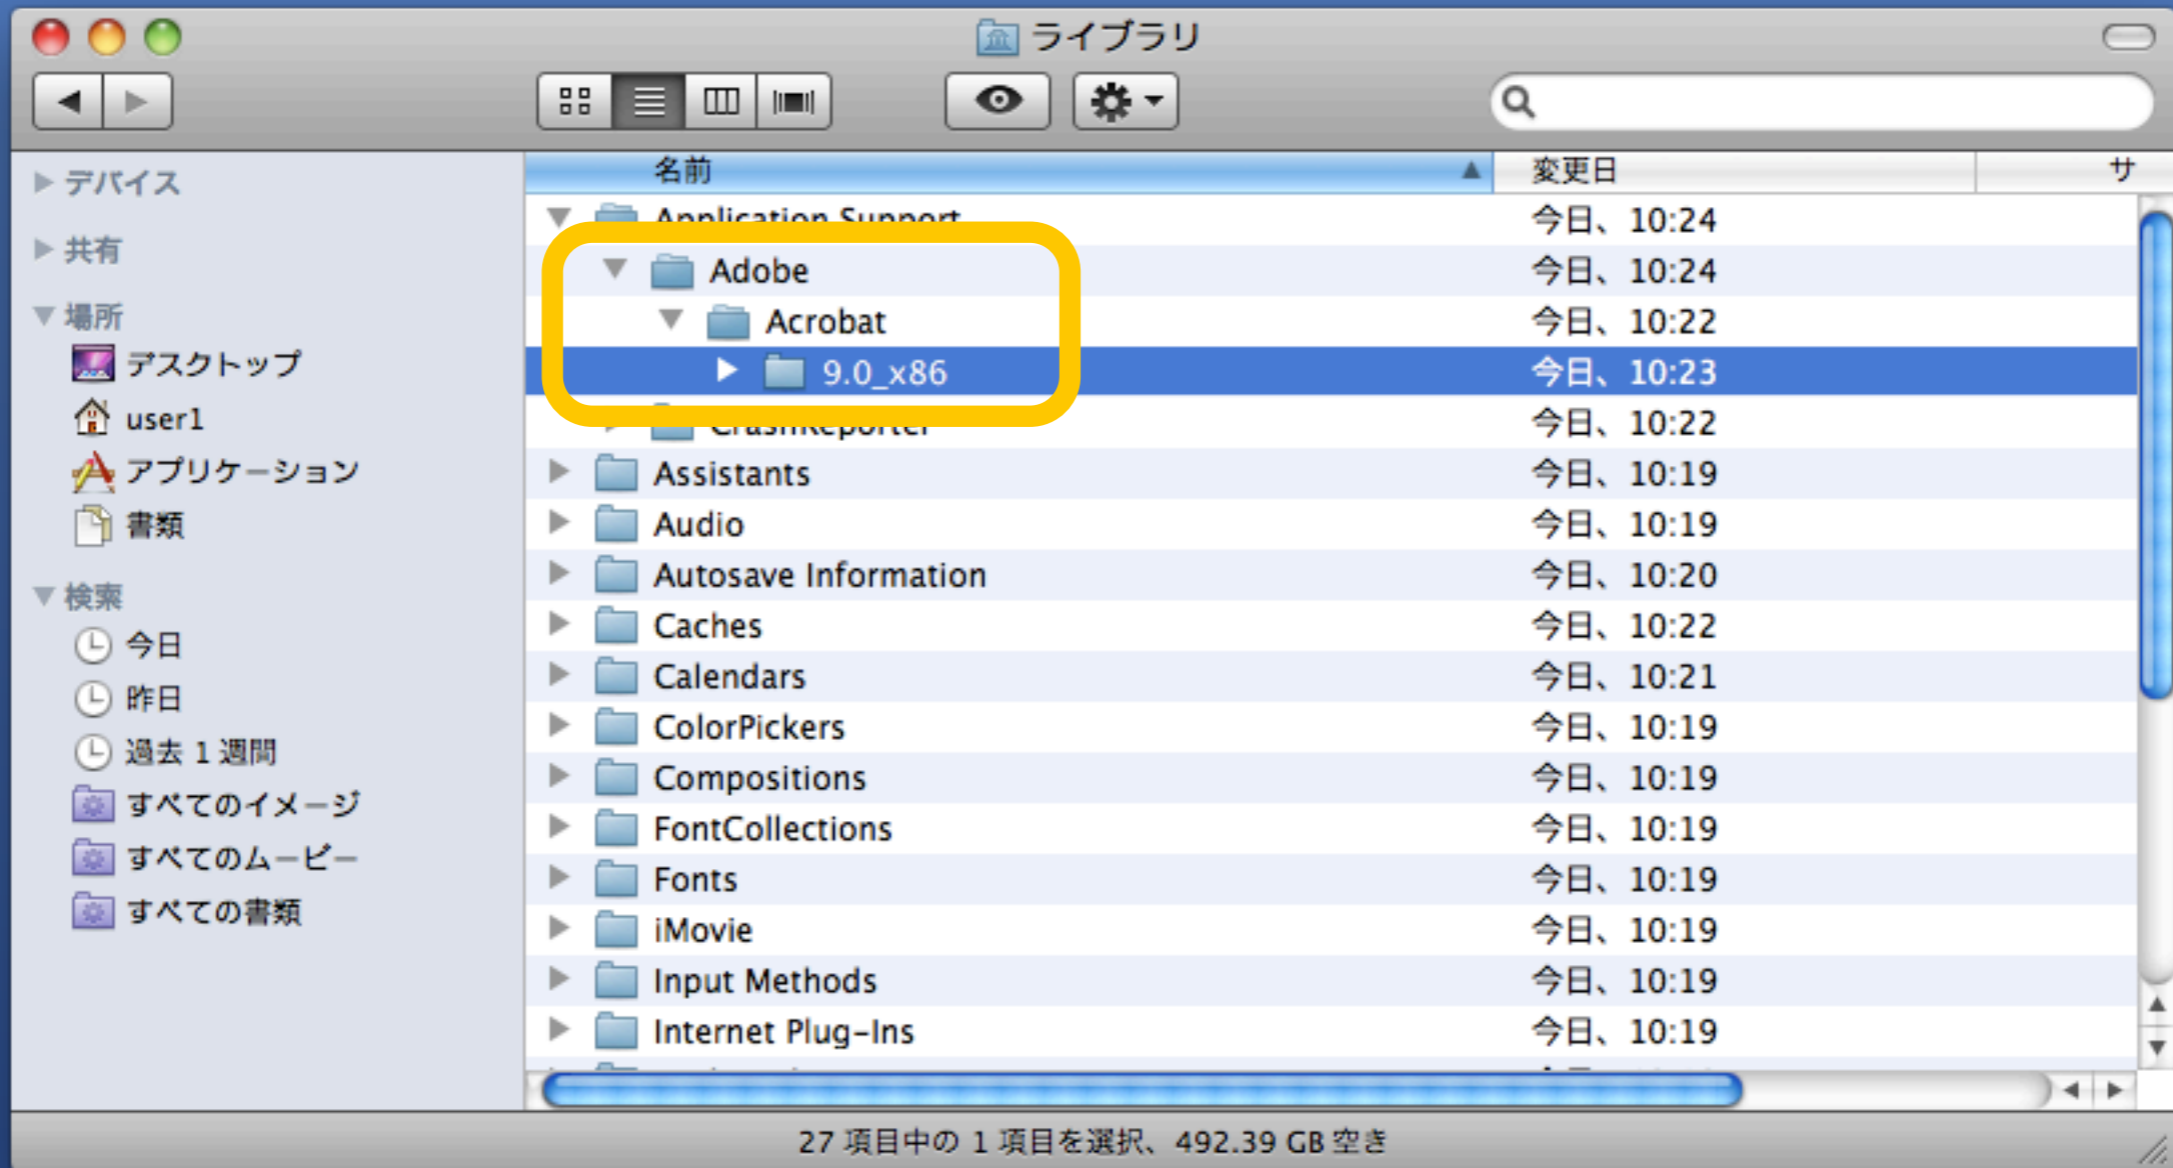 ライブラリ
名前 変更日 サ
デバイス
共有
場所
デスクトップ
user1
アプリケーション
書類
検索
今日
昨日
過去 1 週間
すべてのイメージ
すべてのムービー
すべての書類
Application Support 今日、10:24
Adobe 今日、10:24
Acrobat 今日、10:22
9.0_x86 今日、10:23
CrashReporter 今日、10:22
Assistants 今日、10:19
Audio 今日、10:19
Autosave Information 今日、10:20
Caches 今日、10:22
Calendars 今日、10:21
ColorPickers 今日、10:19
Compositions 今日、10:19
FontCollections 今日、10:19
Fonts 今日、10:19
iMovie 今日、10:19
Input Methods 今日、10:19
Internet Plug-Ins 今日、10:19
27 項目中の 1 項目を選択、492.39 GB 空き